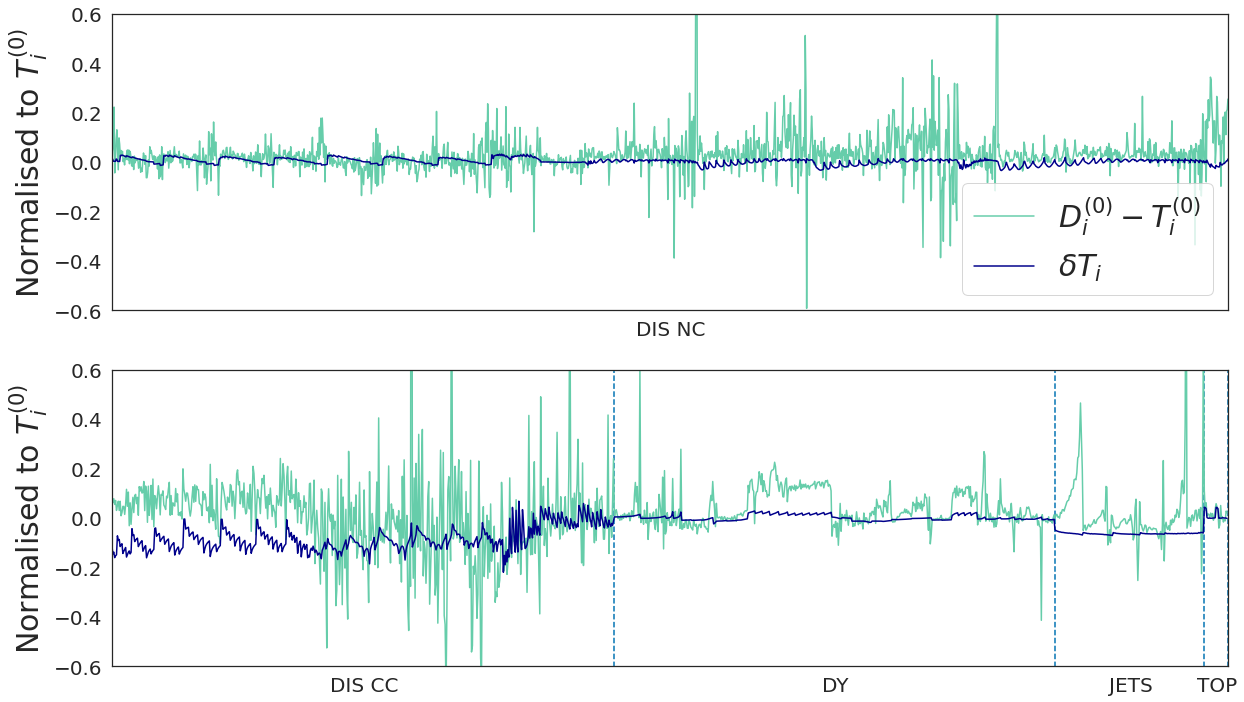 Normalised to T_i^{(0)}
0.6
0.4
0.2
0.0
−0.2
−0.4
−0.6
D_i^{(0)} − T_i^{(0)}
δT_i
DIS NC
Normalised to T_i^{(0)}
0.6
0.4
0.2
0.0
−0.2
−0.4
−0.6
DIS CC DY JETS TOP